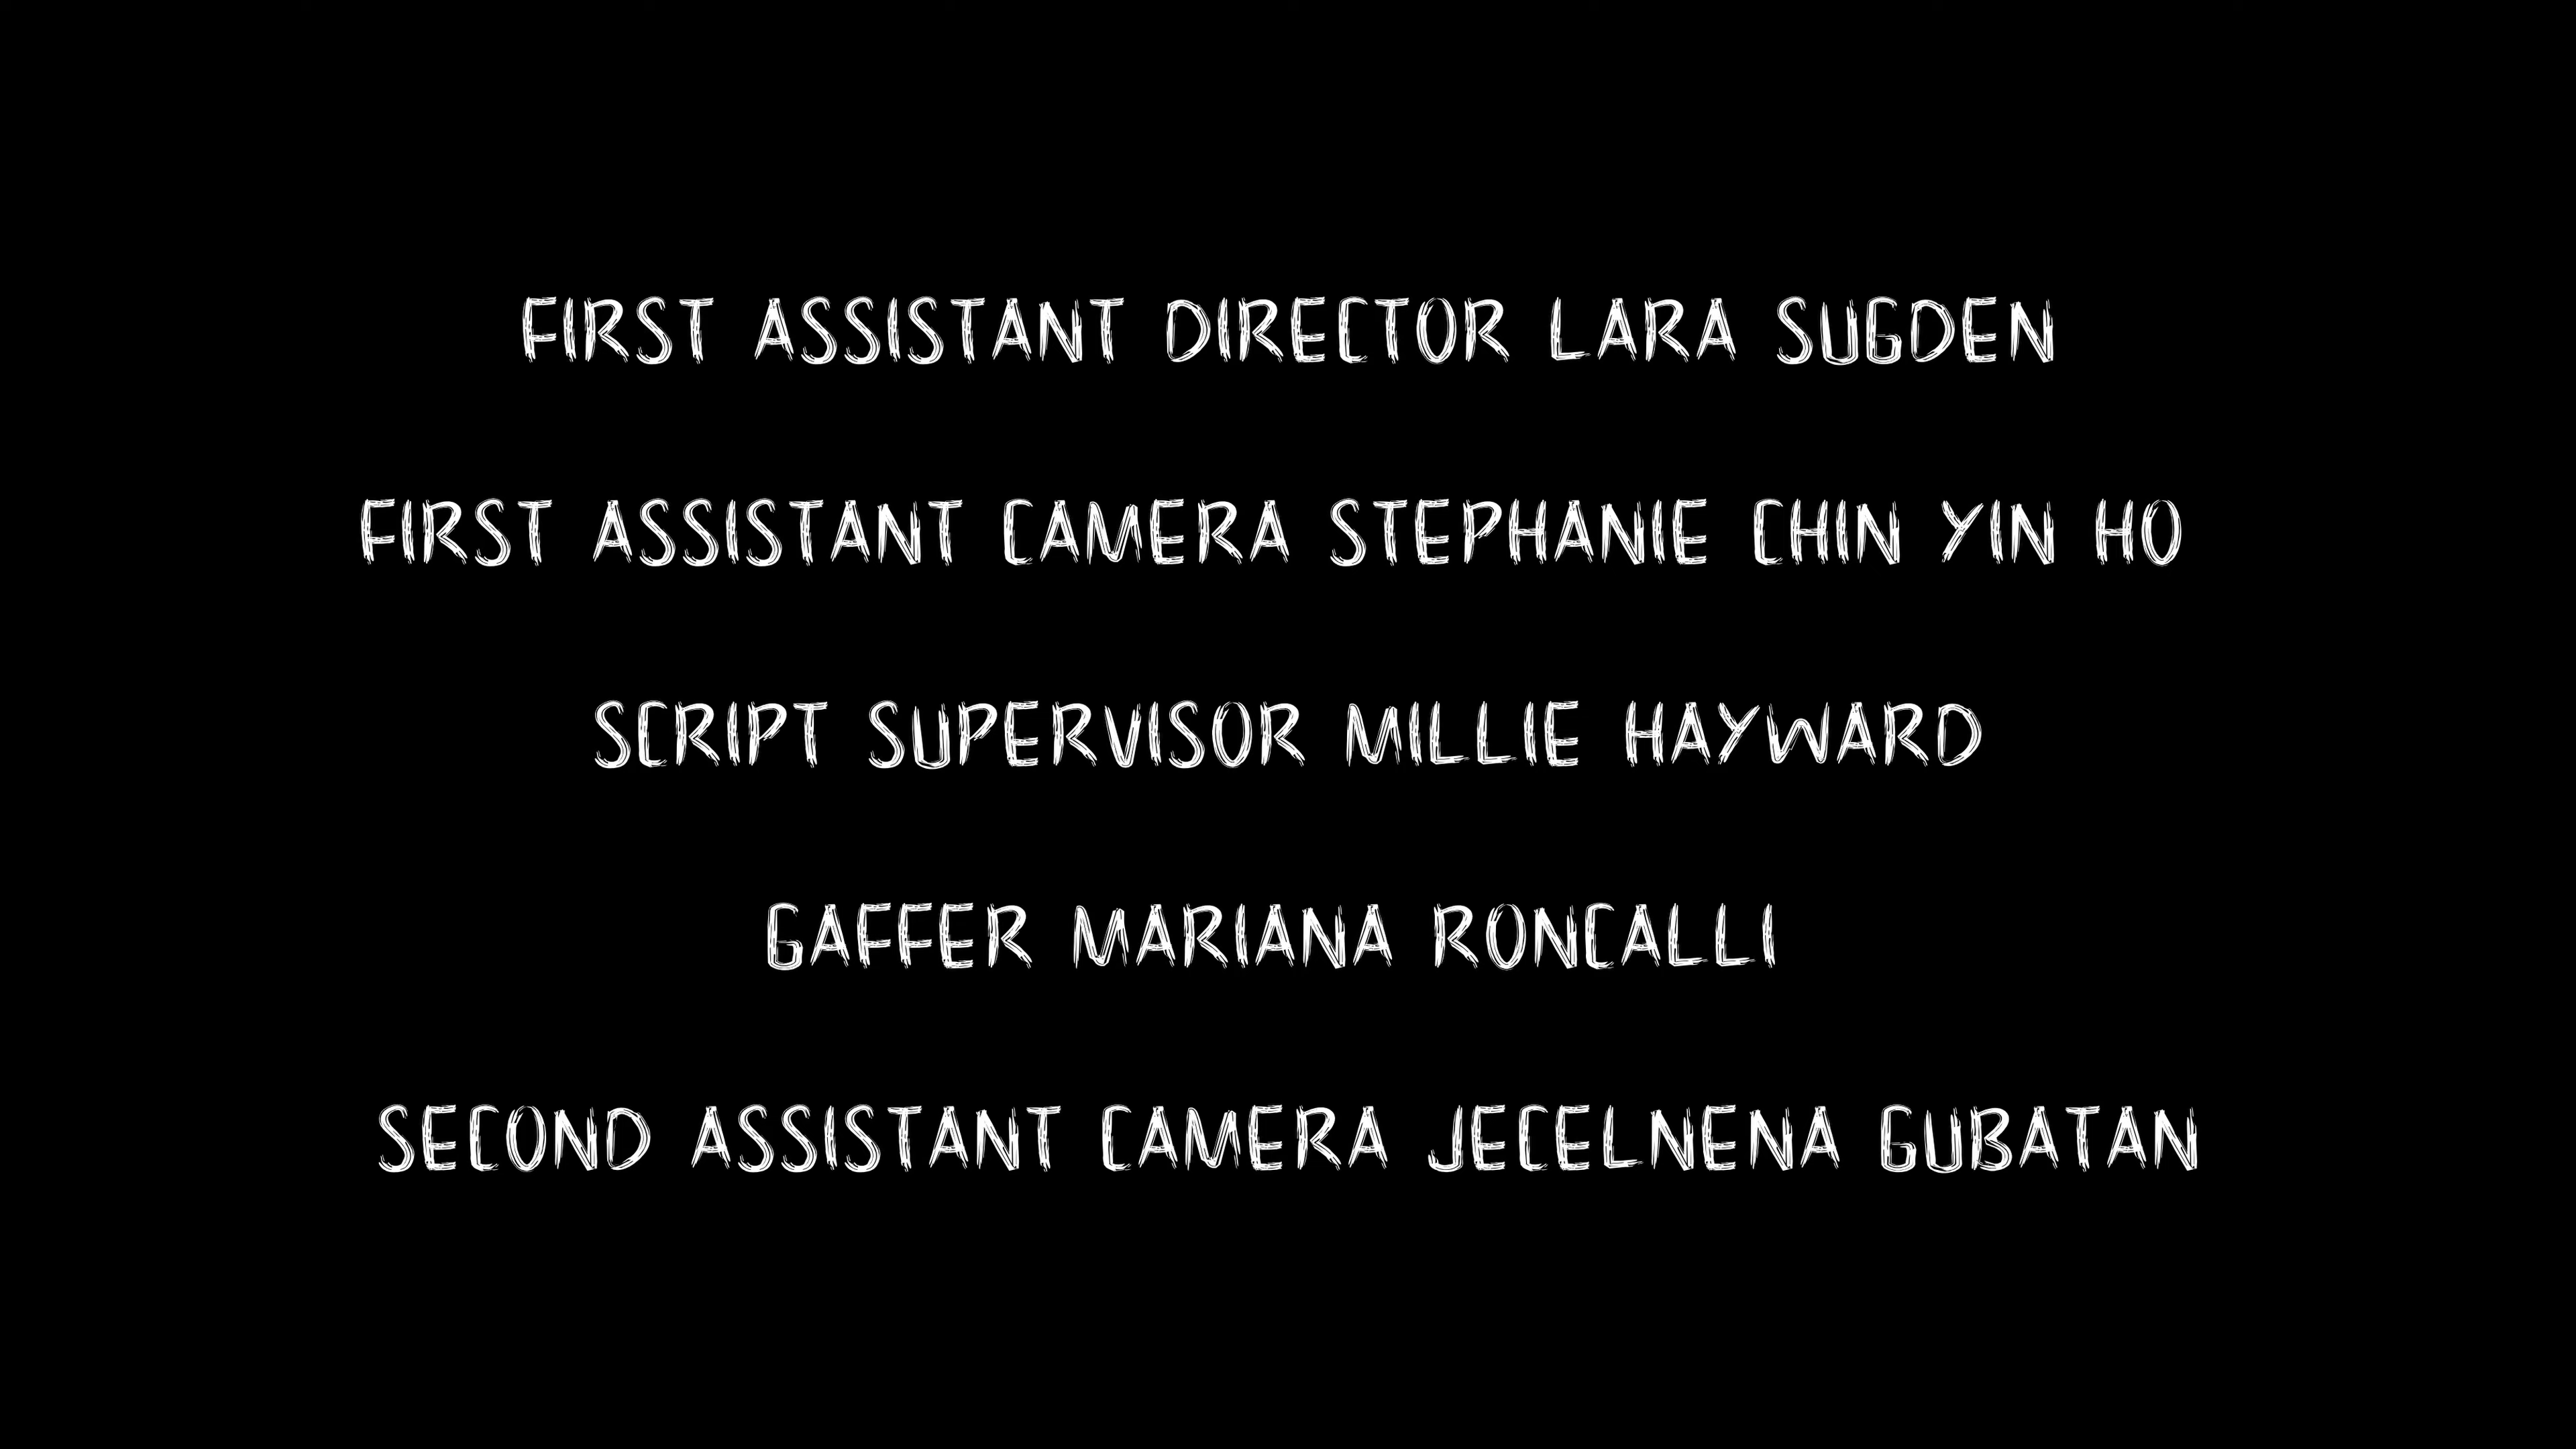 FIRST ASSISTANT DIRECTOR LARA SUGDEN
FIRST ASSISTANT CAMERA STEPHANIE CHIN YIN HO
SCRIPT SUPERVISOR MILLIE HAYWARD
GAFFER MARIANA RONCALLI
SECOND ASSISTANT CAMERA JECELNENA GUBATAN